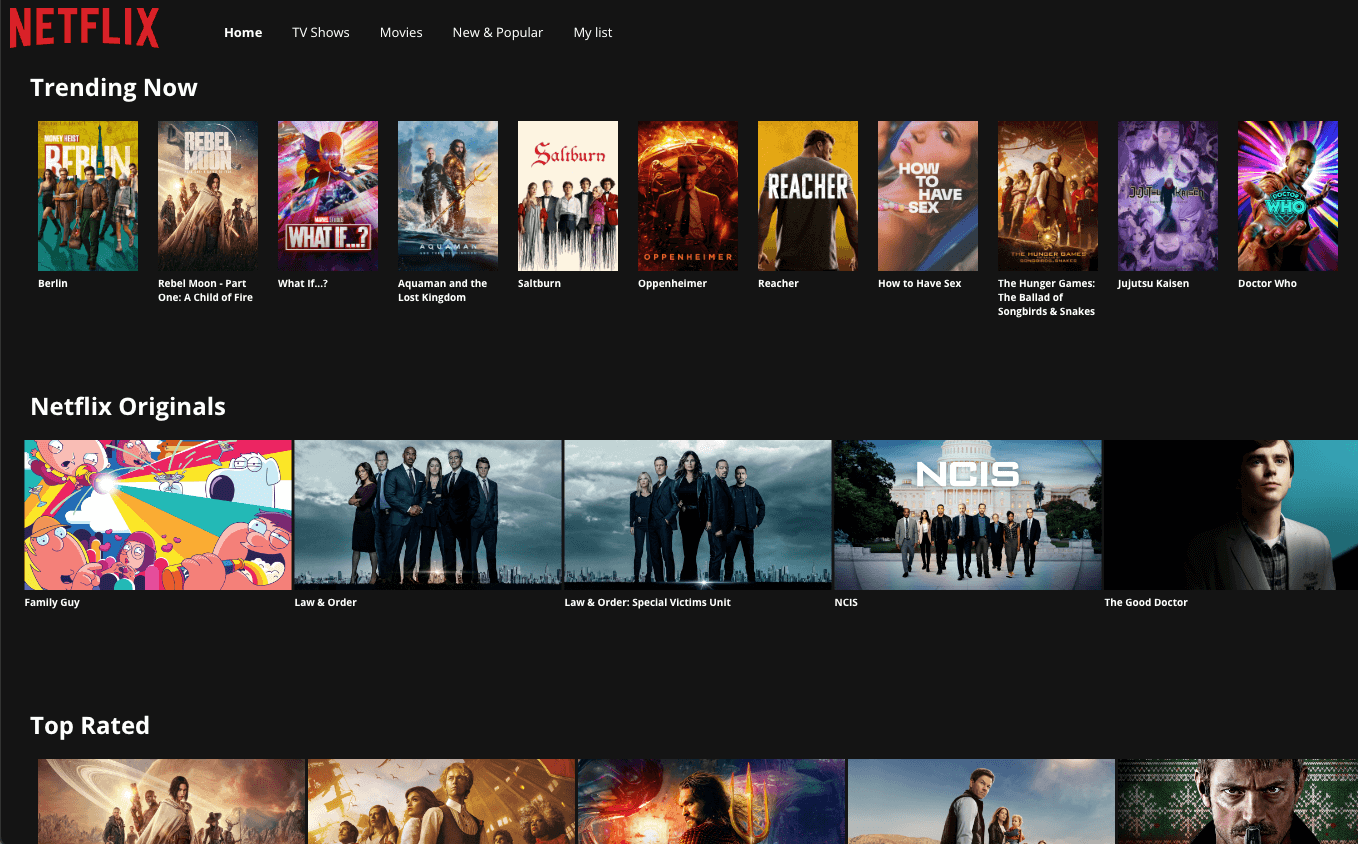 NETFLIX
Home TV Shows Movies New & Popular My list
Trending Now
MONEY HEIST
BERLIN
REBEL
MOON
MARVEL STUDIOS
WHAT IF...?
AQUAMAN
Saltburn
OPPENHEIMER
REACHER
HOW
TO
HAVE
SEX
THE HUNGER GAMES
SONGBIRDS & SNAKES
JUJUTSU KAISEN
DOCTOR
WHO
Berlin
Rebel Moon - Part
One: A Child of Fire
What If...?
Aquaman and the
Lost Kingdom
Saltburn
Oppenheimer
Reacher
How to Have Sex
The Hunger Games:
The Ballad of
Songbirds & Snakes
Jujutsu Kaisen
Doctor Who
Netflix Originals
NCIS
Family Guy
Law & Order
Law & Order: Special Victims Unit
NCIS
The Good Doctor
Top Rated